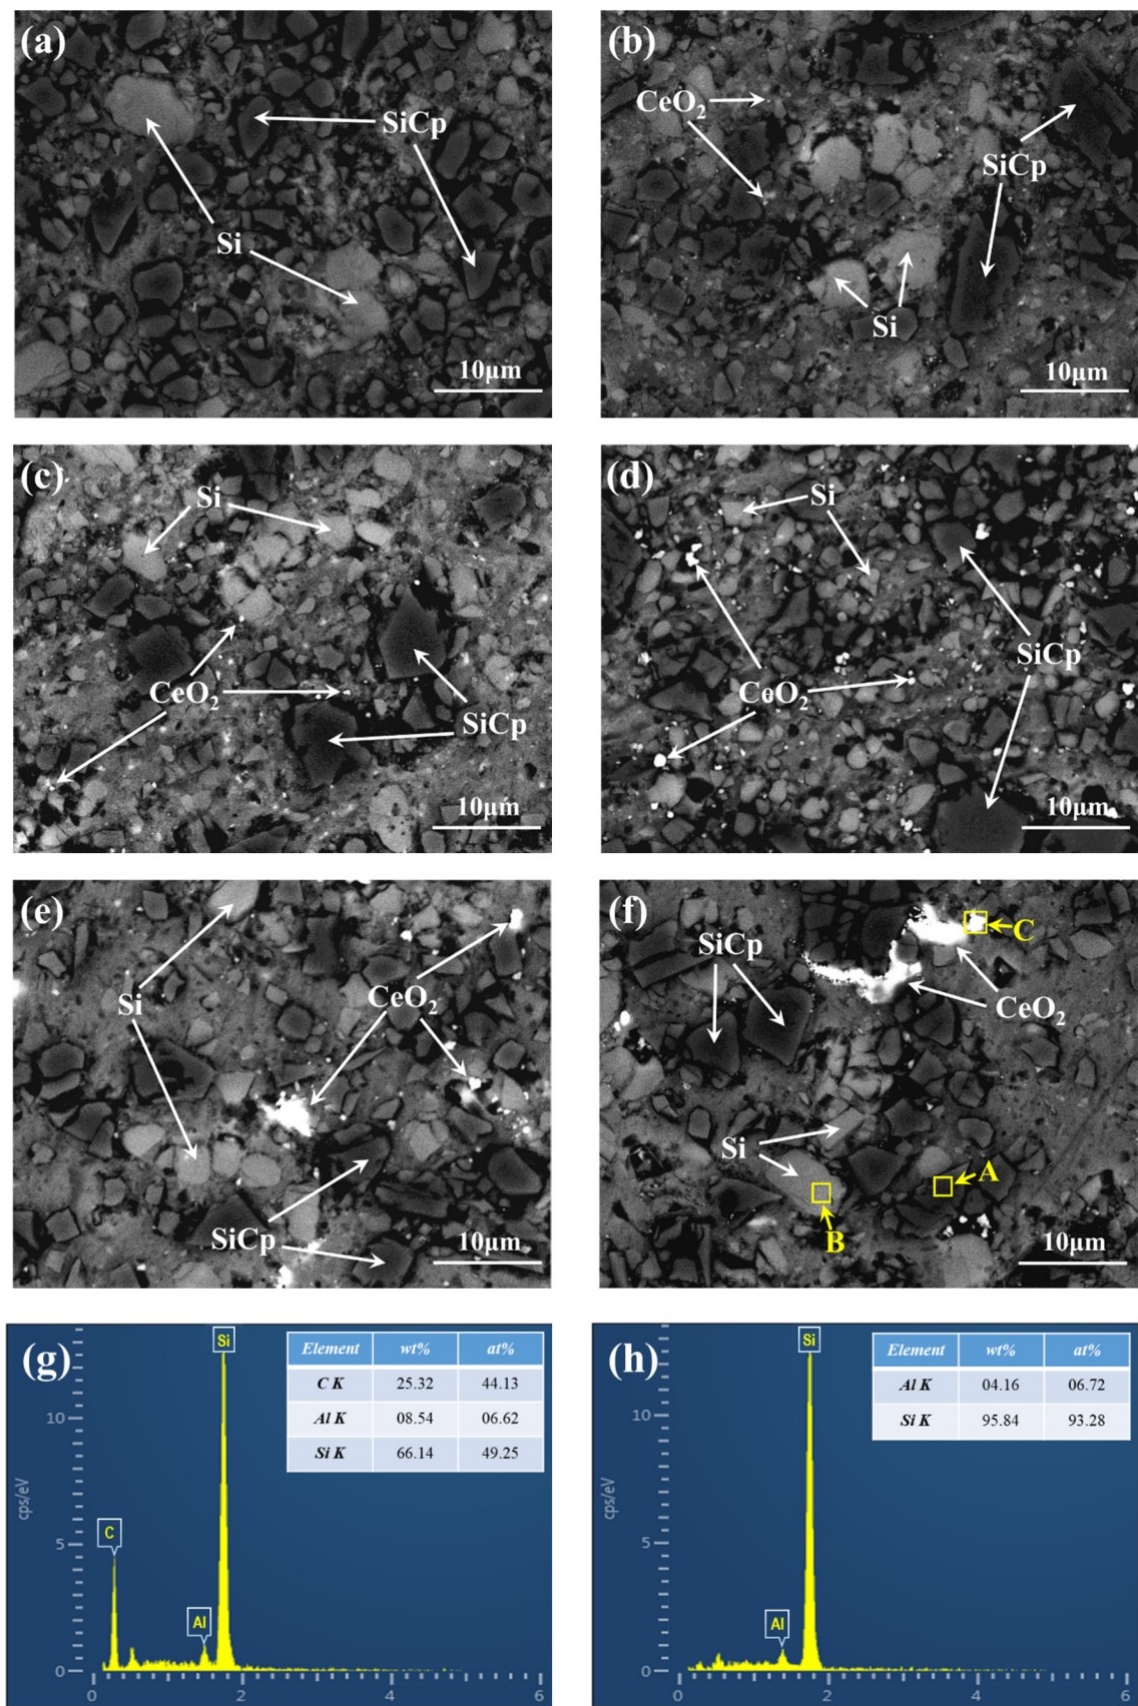 (a)
SiCp
Si
10μm
(b)
CeO2
SiCp
Si
10μm
(c)
Si
CeO2
SiCp
10μm
(d)
Si
SiCp
CeO2
10μm
(e)
CeO2
Si
SiCp
10μm
(f)
C
SiCp
CeO2
Si
A
B
10μm
(g)
Si
Element wt% at%
C K 25.32 44.13
Al K 08.54 06.62
Si K 66.14 49.25
10
cps/eV
5
C
Al
0
0 2 4 6
(h)
Si
Element wt% at%
Al K 04.16 06.72
Si K 95.84 93.28
10
cps/eV
5
Al
0
0 2 4 6